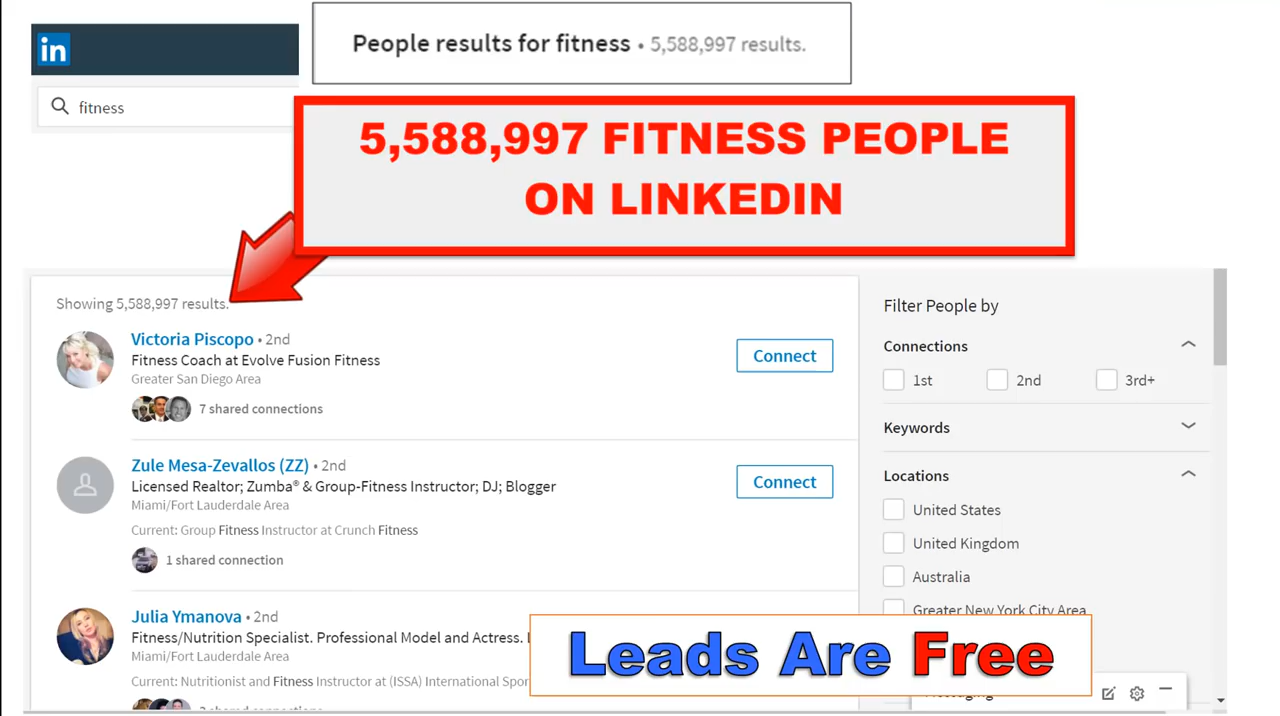 in
People results for fitness • 5,588,997 results.
fitness
5,588,997 FITNESS PEOPLE
ON LINKEDIN
Showing 5,588,997 results.
Victoria Piscopo • 2nd
Fitness Coach at Evolve Fusion Fitness
Greater San Diego Area
7 shared connections
Connect
Zule Mesa-Zevallos (ZZ) • 2nd
Licensed Realtor; Zumba® & Group-Fitness Instructor; DJ; Blogger
Miami/Fort Lauderdale Area
Current: Group Fitness Instructor at Crunch Fitness
1 shared connection
Connect
Julia Ymanova • 2nd
Fitness/Nutrition Specialist. Professional Model and Actress.
Miami/Fort Lauderdale Area
Current: Nutritionist and Fitness Instructor at (ISSA) International
Filter People by
Connections
1st 2nd 3rd+
Keywords
Locations
United States
United Kingdom
Australia
Greater New York City Area
Leads Are Free